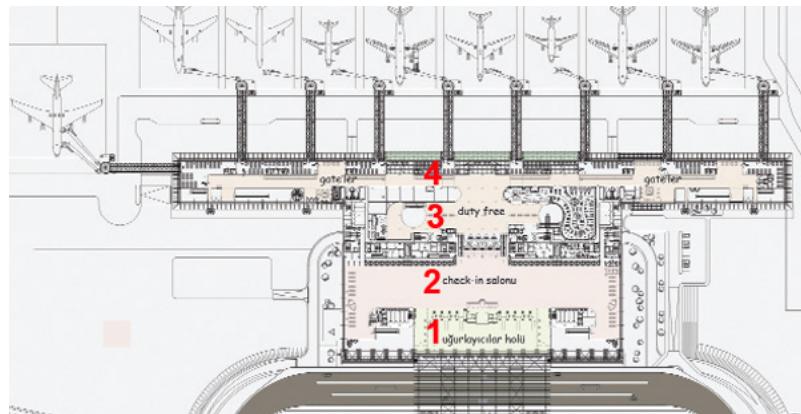 4
gate'ler
gate'ler
3
duty free
2
check-in salonu
1
uğurlayıcılar holü